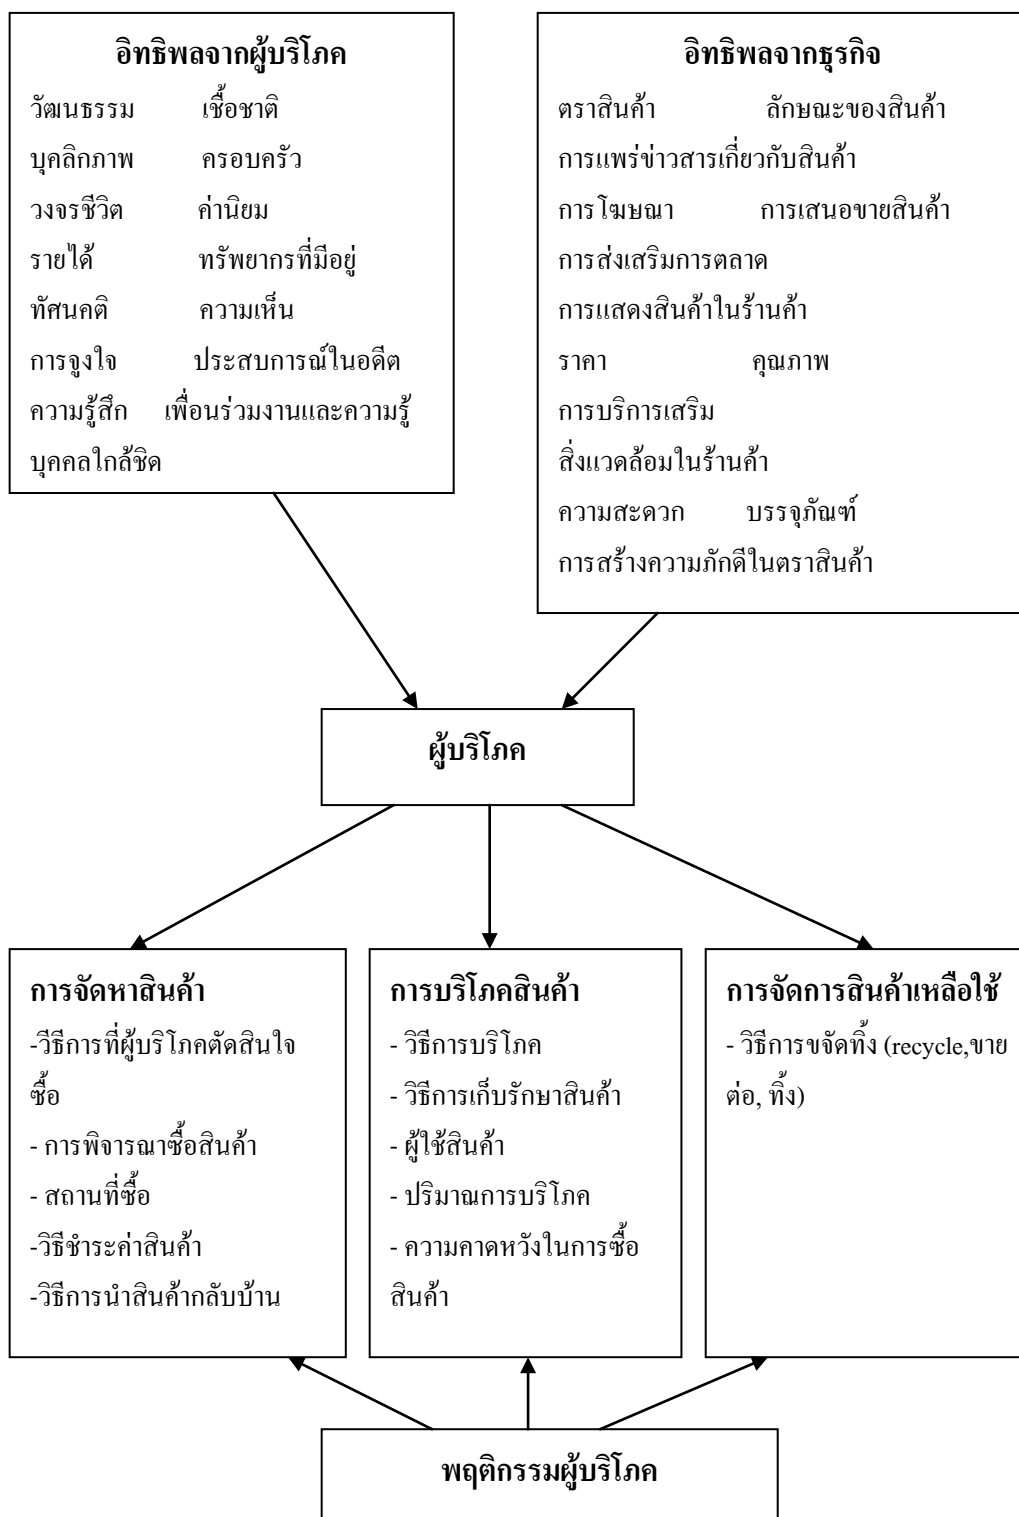 อิทธิพลจากผู้บริโภค
วัฒนธรรม เชื้อชาติ
บุคลิกภาพ ครอบครัว
วงจรชีวิต ค่านิยม
รายได้ ทรัพยากรที่มีอยู่
ทัศนคติ ความเห็น
การจูงใจ ประสบการณ์ในอดีต
ความรู้สึก เพื่อนร่วมงานและความรู้
บุคคลใกล้ชิด
อิทธิพลจากธุรกิจ
ตราสินค้า ลักษณะของสินค้า
การแพร่ข่าวสารเกี่ยวกับสินค้า
การโฆษณา การเสนอขายสินค้า
การส่งเสริมการตลาด
การแสดงสินค้าในร้านค้า
ราคา คุณภาพ
การบริการเสริม
สิ่งแวดล้อมในร้านค้า
ความสะดวก บรรจุภัณฑ์
การสร้างความภักดีในตราสินค้า
ผู้บริโภค
การจัดหาสินค้า
-วิธีการที่ผู้บริโภคตัดสินใจ
ซื้อ
- การพิจารณาซื้อสินค้า
- สถานที่ซื้อ
-วิธีชำระค่าสินค้า
-วิธีการนำสินค้ากลับบ้าน
การบริโภคสินค้า
- วิธีการบริโภค
- วิธีการเก็บรักษาสินค้า
- ผู้ใช้สินค้า
- ปริมาณการบริโภค
- ความคาดหวังในการซื้อ
สินค้า
การจัดการสินค้าเหลือใช้
- วิธีการขจัดทิ้ง (recycle,ขาย
ต่อ, ทิ้ง)
พฤติกรรมผู้บริโภค